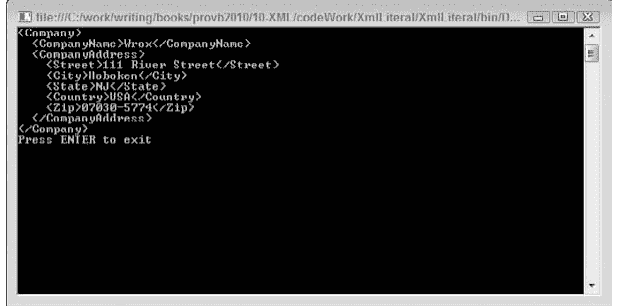 file:///C:/work/writing/books/provb2010/10-XML/codeWork/XmlLiteral/XmlLiteral/bin/D...
<Company>
  <CompanyName>Wrox</CompanyName>
  <CompanyAddress>
    <Street>111 River Street</Street>
    <City>Hoboken</City>
    <State>NJ</State>
    <Country>USA</Country>
    <Zip>07030-5774</Zip>
  </CompanyAddress>
</Company>
Press ENTER to exit